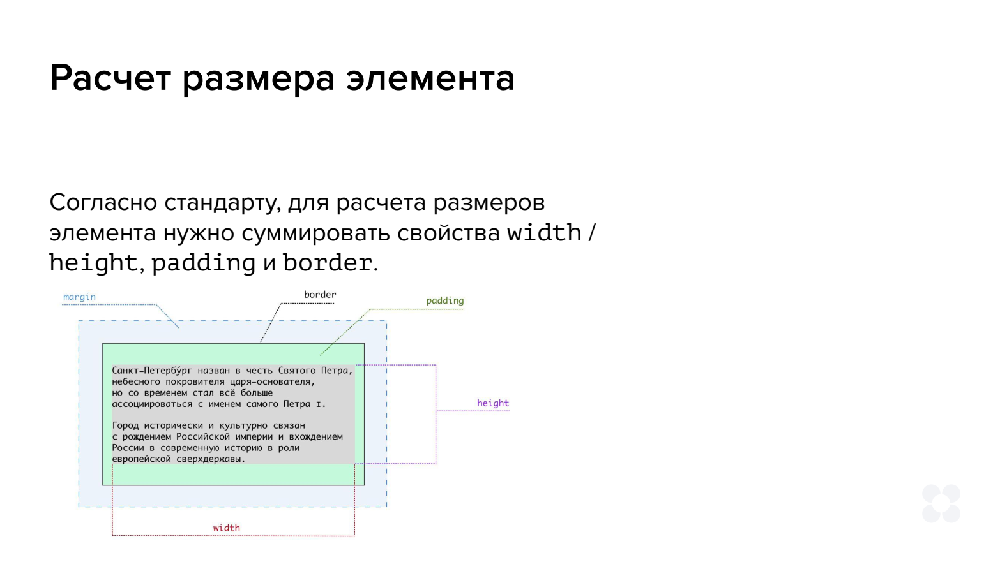 Расчет размера элемента
Согласно стандарту, для расчета размеров
элемента нужно суммировать свойства width /
height, padding и border.
margin
border
padding
Санкт-Петербу́рг назван в честь Святого Петра,
небесного покровителя царя-основателя,
но со временем стал всё больше
ассоциироваться с именем самого Петра I.
height
Город исторически и культурно связан
с рождением Российской империи и вхождением
России в современную историю в роли
европейской сверхдержавы.
width